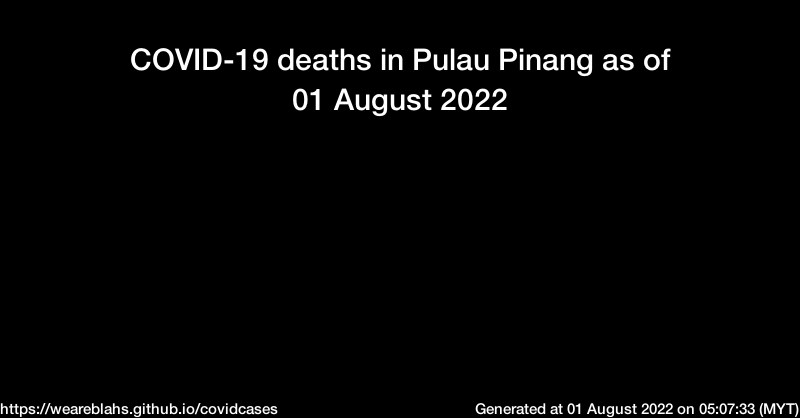 COVID-19 deaths in Pulau Pinang as of
01 August 2022
https://weareblahs.github.io/covidcases
Generated at 01 August 2022 on 05:07:33 (MYT)